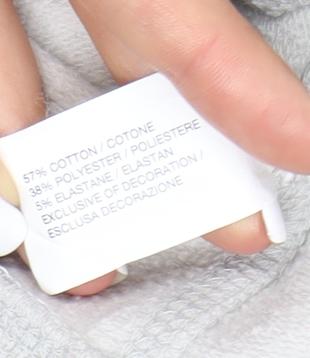 57% COTTON / COTONE
38% POLYESTER / POLIESTERE
5% ELASTANE / ELASTAN
EXCLUSIVE OF DECORATION /
ESCLUSA DECORAZIONE